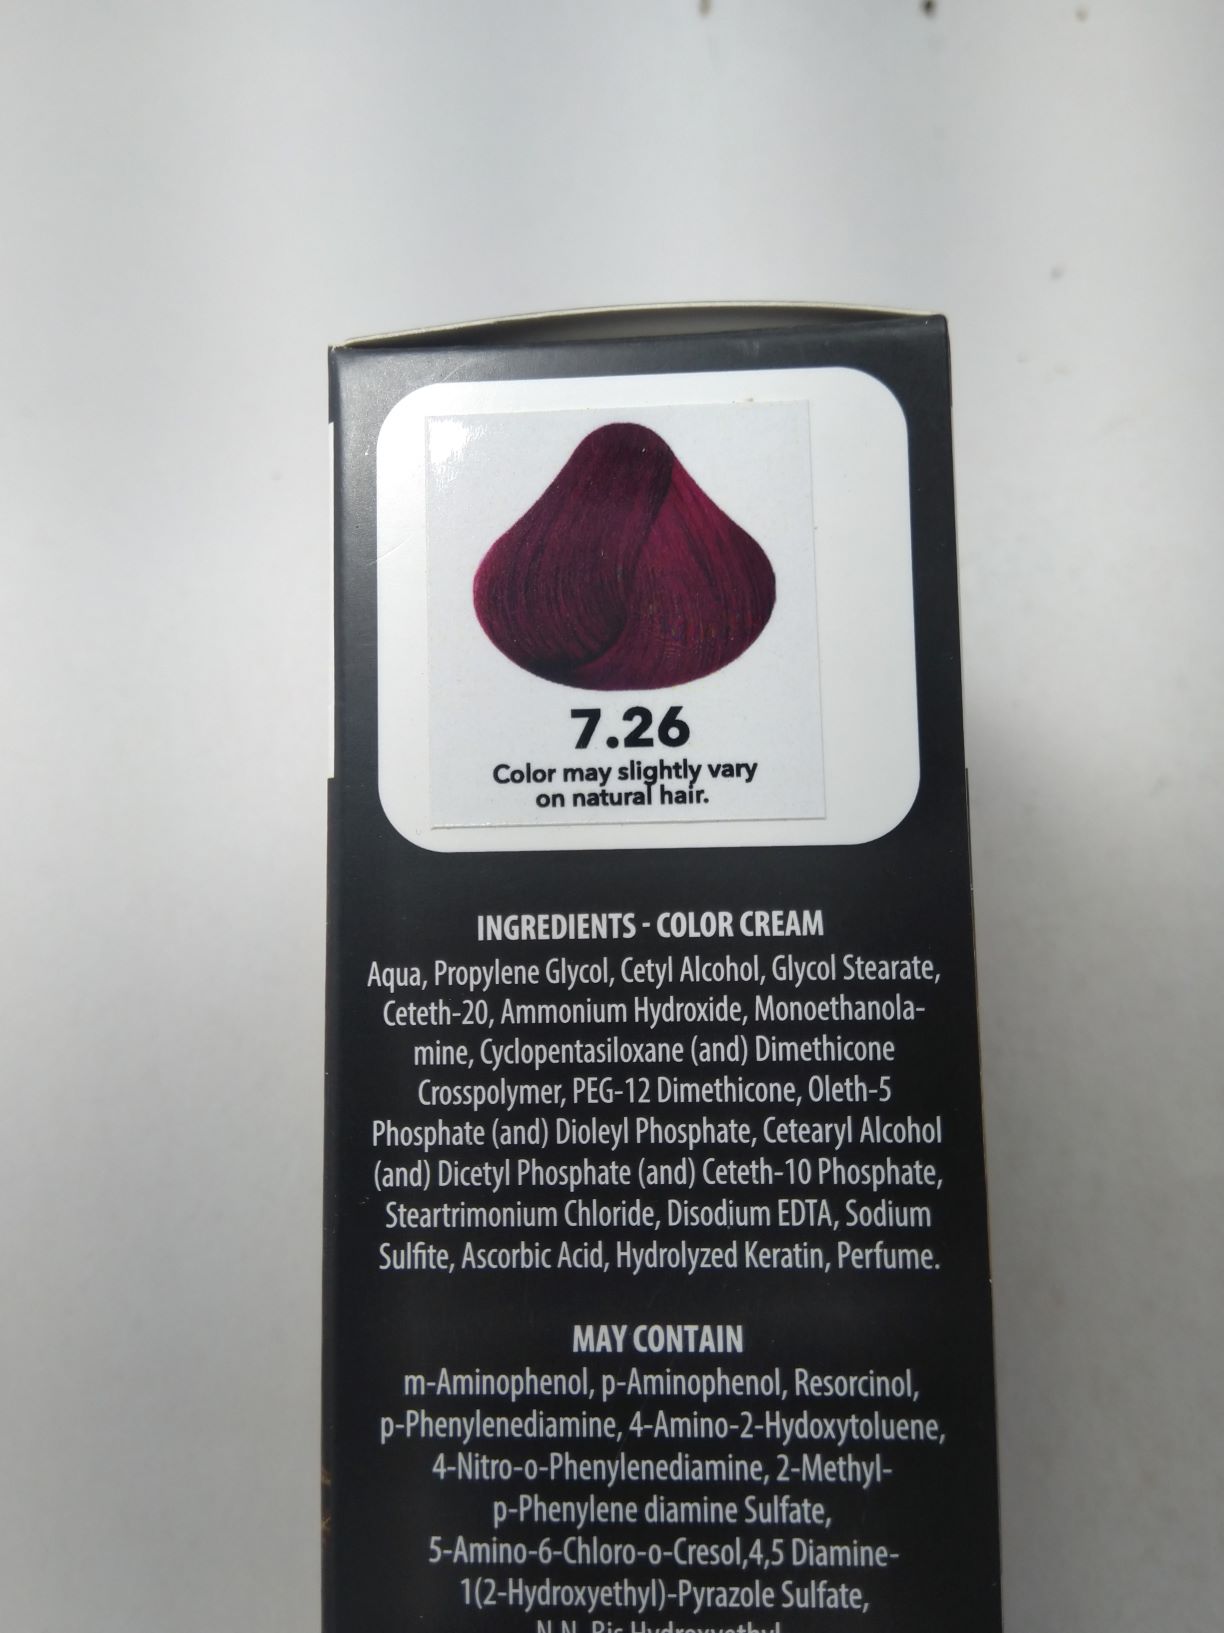 7.26
Color may slightly vary
on natural hair.
INGREDIENTS - COLOR CREAM
Aqua, Propylene Glycol, Cetyl Alcohol, Glycol Stearate,
Ceteth-20, Ammonium Hydroxide, Monoethanola-
mine, Cyclopentasiloxane (and) Dimethicone
Crosspolymer, PEG-12 Dimethicone, Oleth-5
Phosphate (and) Dioleyl Phosphate, Cetearyl Alcohol
(and) Dicetyl Phosphate (and) Ceteth-10 Phosphate,
Steartrimonium Chloride, Disodium EDTA, Sodium
Sulfite, Ascorbic Acid, Hydrolyzed Keratin, Perfume.
MAY CONTAIN
m-Aminophenol, p-Aminophenol, Resorcinol,
p-Phenylenediamine, 4-Amino-2-Hydoxytoluene,
4-Nitro-o-Phenylenediamine, 2-Methyl-
p-Phenylene diamine Sulfate,
5-Amino-6-Chloro-o-Cresol,4,5 Diamine-
1(2-Hydroxyethyl)-Pyrazole Sulfate,